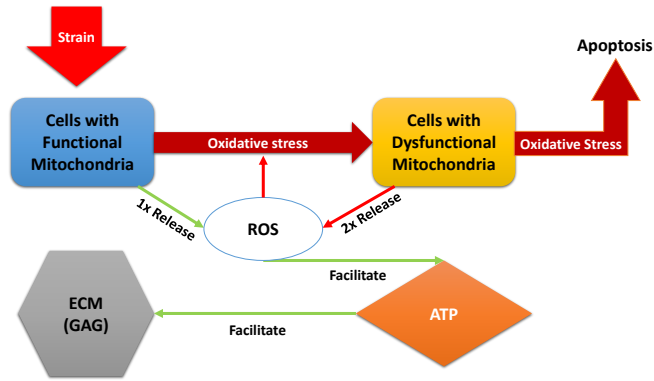 Strain
Apoptosis
Cells with
Functional
Mitochondria
Oxidative stress
Cells with
Dysfunctional
Mitochondria
Oxidative Stress
1x Release
ROS
2x Release
Facilitate
ECM
(GAG)
Facilitate
ATP